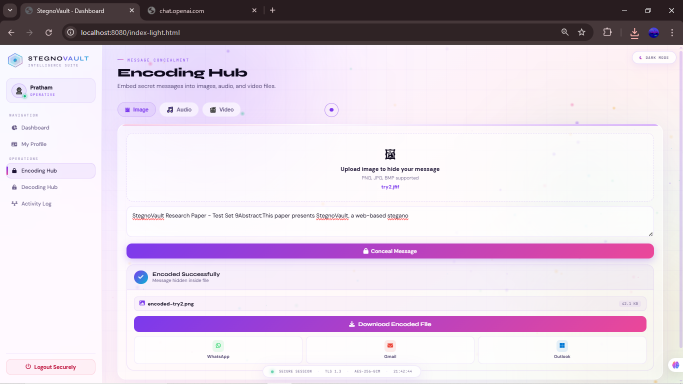 StegnoVault - Dashboard
chat.openai.com
localhost:8080/index-light.html
STEGNOVAULT
INTELLIGENCE SUITE
Pratham
OPERATIVE
NAVIGATION
Dashboard
My Profile
OPERATIONS
Encoding Hub
Decoding Hub
Activity Log
Logout Securely
DARK MODE
MESSAGE CONCEALMENT
Encoding Hub
Embed secret messages into images, audio, and video files.
Image
Audio
Video
Upload image to hide your message
PNG, JPG, BMP supported
try2.jfif
StegnoVault Research Paper – Test Set 9Abstract:This paper presents StegnoVault, a web-based stegano
Conceal Message
Encoded Successfully
Message hidden inside file
encoded-try2.png
Download Encoded File
WhatsApp
Gmail
Outlook
SECURE SESSION
TLS 1.3
AES-256-GCM